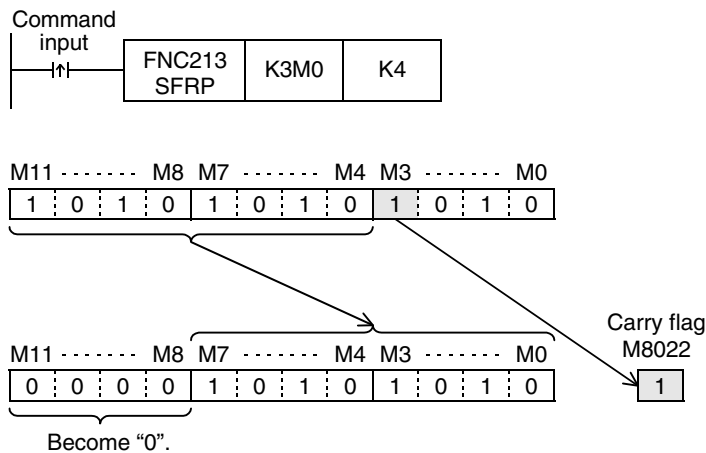 Command
input
FNC213
SFRP
K3M0
K4
M11 - - - - - - - M8 M7 - - - - - - - M4 M3 - - - - - - - M0
1 0 1 0 1 0 1 0 1 0 1 0
Carry flag
M8022
M11 - - - - - - - M8 M7 - - - - - - - M4 M3 - - - - - - - M0
0 0 0 0 1 0 1 0 1 0 1 0 1
Become “0”.